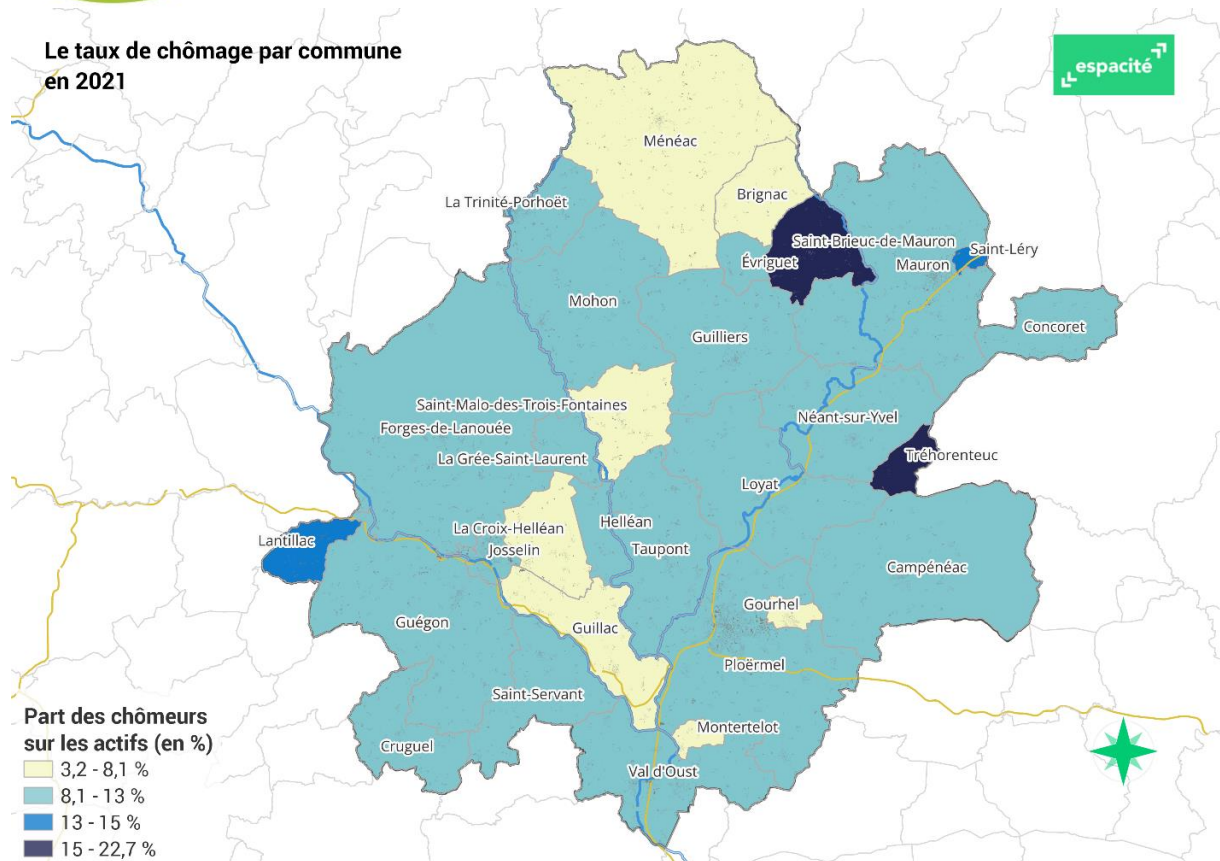 Le taux de chômage par commune
en 2021
espacité
Ménéac
Brignac
La Trinité-Porhoët
Saint-Brieuc-de-Mauron
Saint-Léry
Évriguet
Mauron
Mohon
Concoret
Guilliers
Saint-Malo-des-Trois-Fontaines
Néant-sur-Yvel
Forges-de-Lanouée
La Grée-Saint-Laurent
Tréhorenteuc
Loyat
La Croix-Helléan
Helléan
Lantillac
Josselin
Taupont
Campénéac
Gourhel
Guégon
Guillac
Ploërmel
Saint-Servant
Montertelot
Cruguel
Val d'Oust
Part des chômeurs
sur les actifs (en %)
3,2 - 8,1 %
8,1 - 13 %
13 - 15 %
15 - 22,7 %